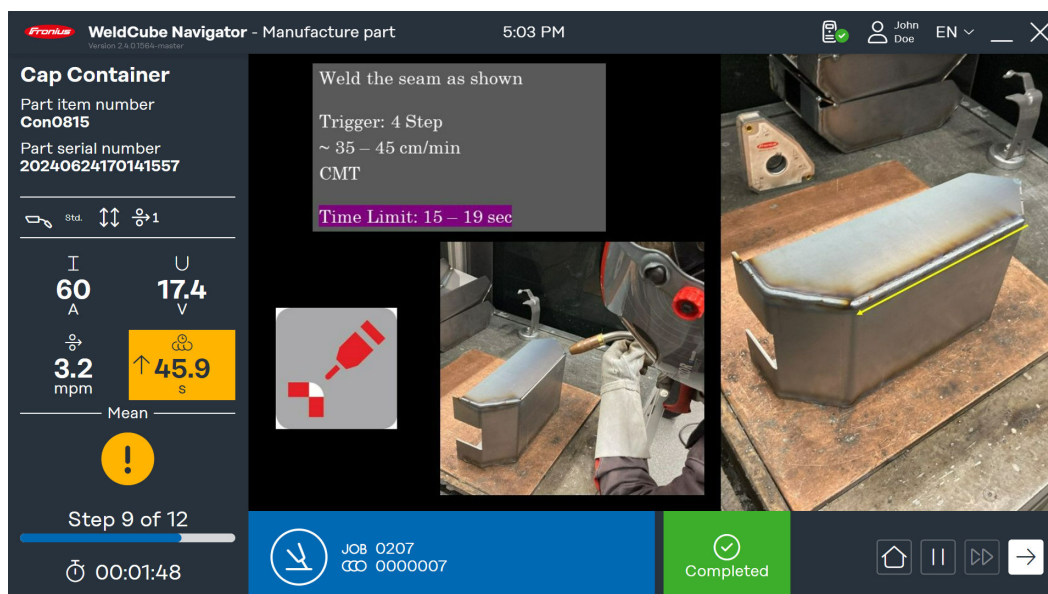 Fronius WeldCube Navigator - Manufacture part 5:03 PM John Doe EN
Version 2.4.0.1564-master
Cap Container
Part item number
Con0815
Part serial number
20240624170141557
Std. 1
I U
60 17.4
A V
3.2 45.9
mpm s
Mean
!
Step 9 of 12
00:01:48
Weld the seam as shown
Trigger: 4 Step
~ 35 – 45 cm/min
CMT
Time Limit: 15 – 19 sec
JOB 0207
0000007
Completed
Fronius